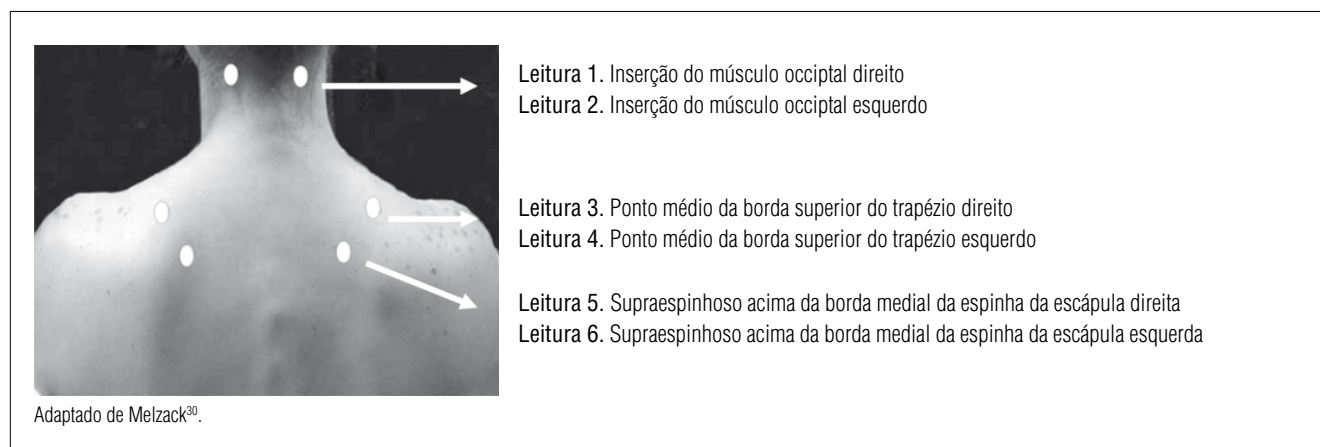 Leitura 1. Inserção do músculo occiptal direito
Leitura 2. Inserção do músculo occiptal esquerdo
Leitura 3. Ponto médio da borda superior do trapézio direito
Leitura 4. Ponto médio da borda superior do trapézio esquerdo
Leitura 5. Supraespinhoso acima da borda medial da espinha da escápula direita
Leitura 6. Supraespinhoso acima da borda medial da espinha da escápula esquerda
Adaptado de Melzack³⁰.